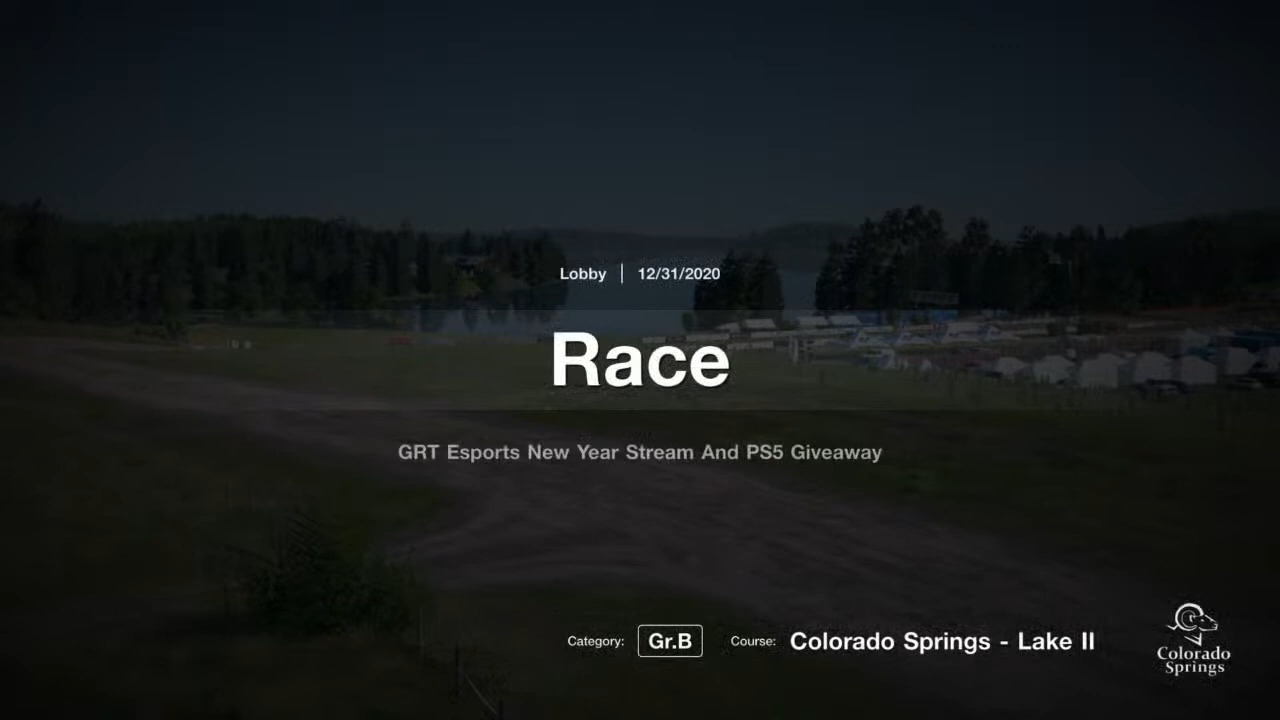 Lobby | 12/31/2020
Race
GRT Esports New Year Stream And PS5 Giveaway
Category: Gr.B Course: Colorado Springs - Lake II
Colorado
Springs